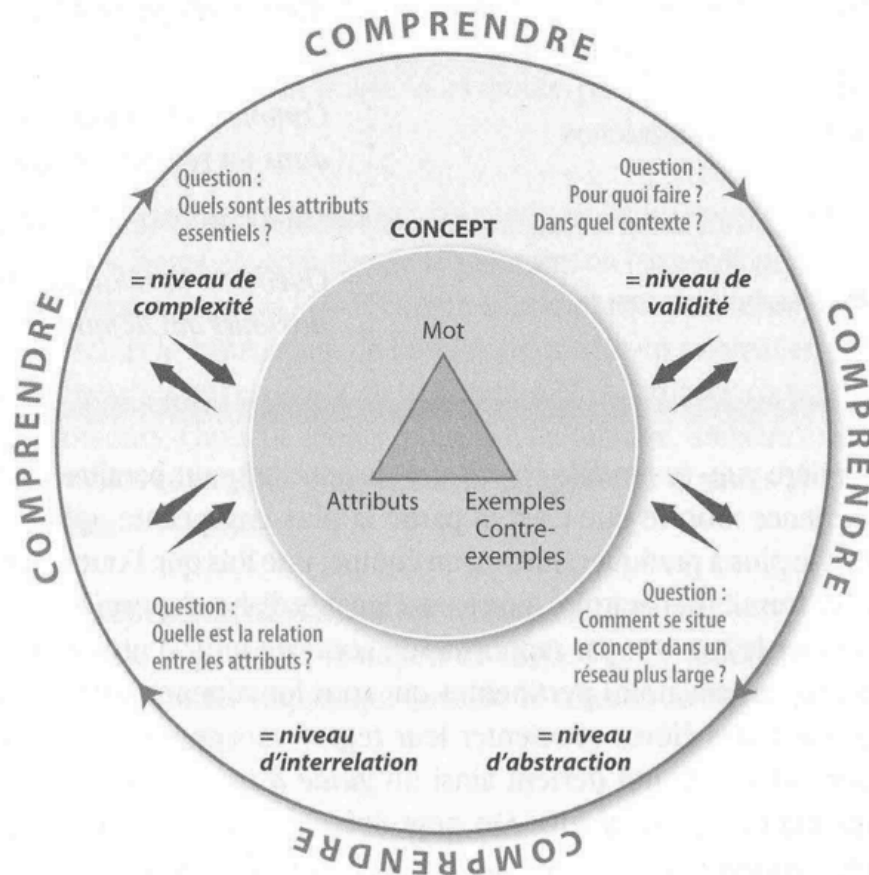 COMPRENDRE
Question :
Quels sont les attributs
essentiels ?
Question :
Pour quoi faire ?
Dans quel contexte ?
CONCEPT
= niveau de
complexité
= niveau de
validité
Mot
COMPRENDRE
COMPRENDRE
Attributs
Exemples
Contre-
exemples
Question :
Quelle est la relation
entre les attributs ?
Question :
Comment se situe
le concept dans un
réseau plus large ?
= niveau
d'interrelation
= niveau
d'abstraction
COMPRENDRE